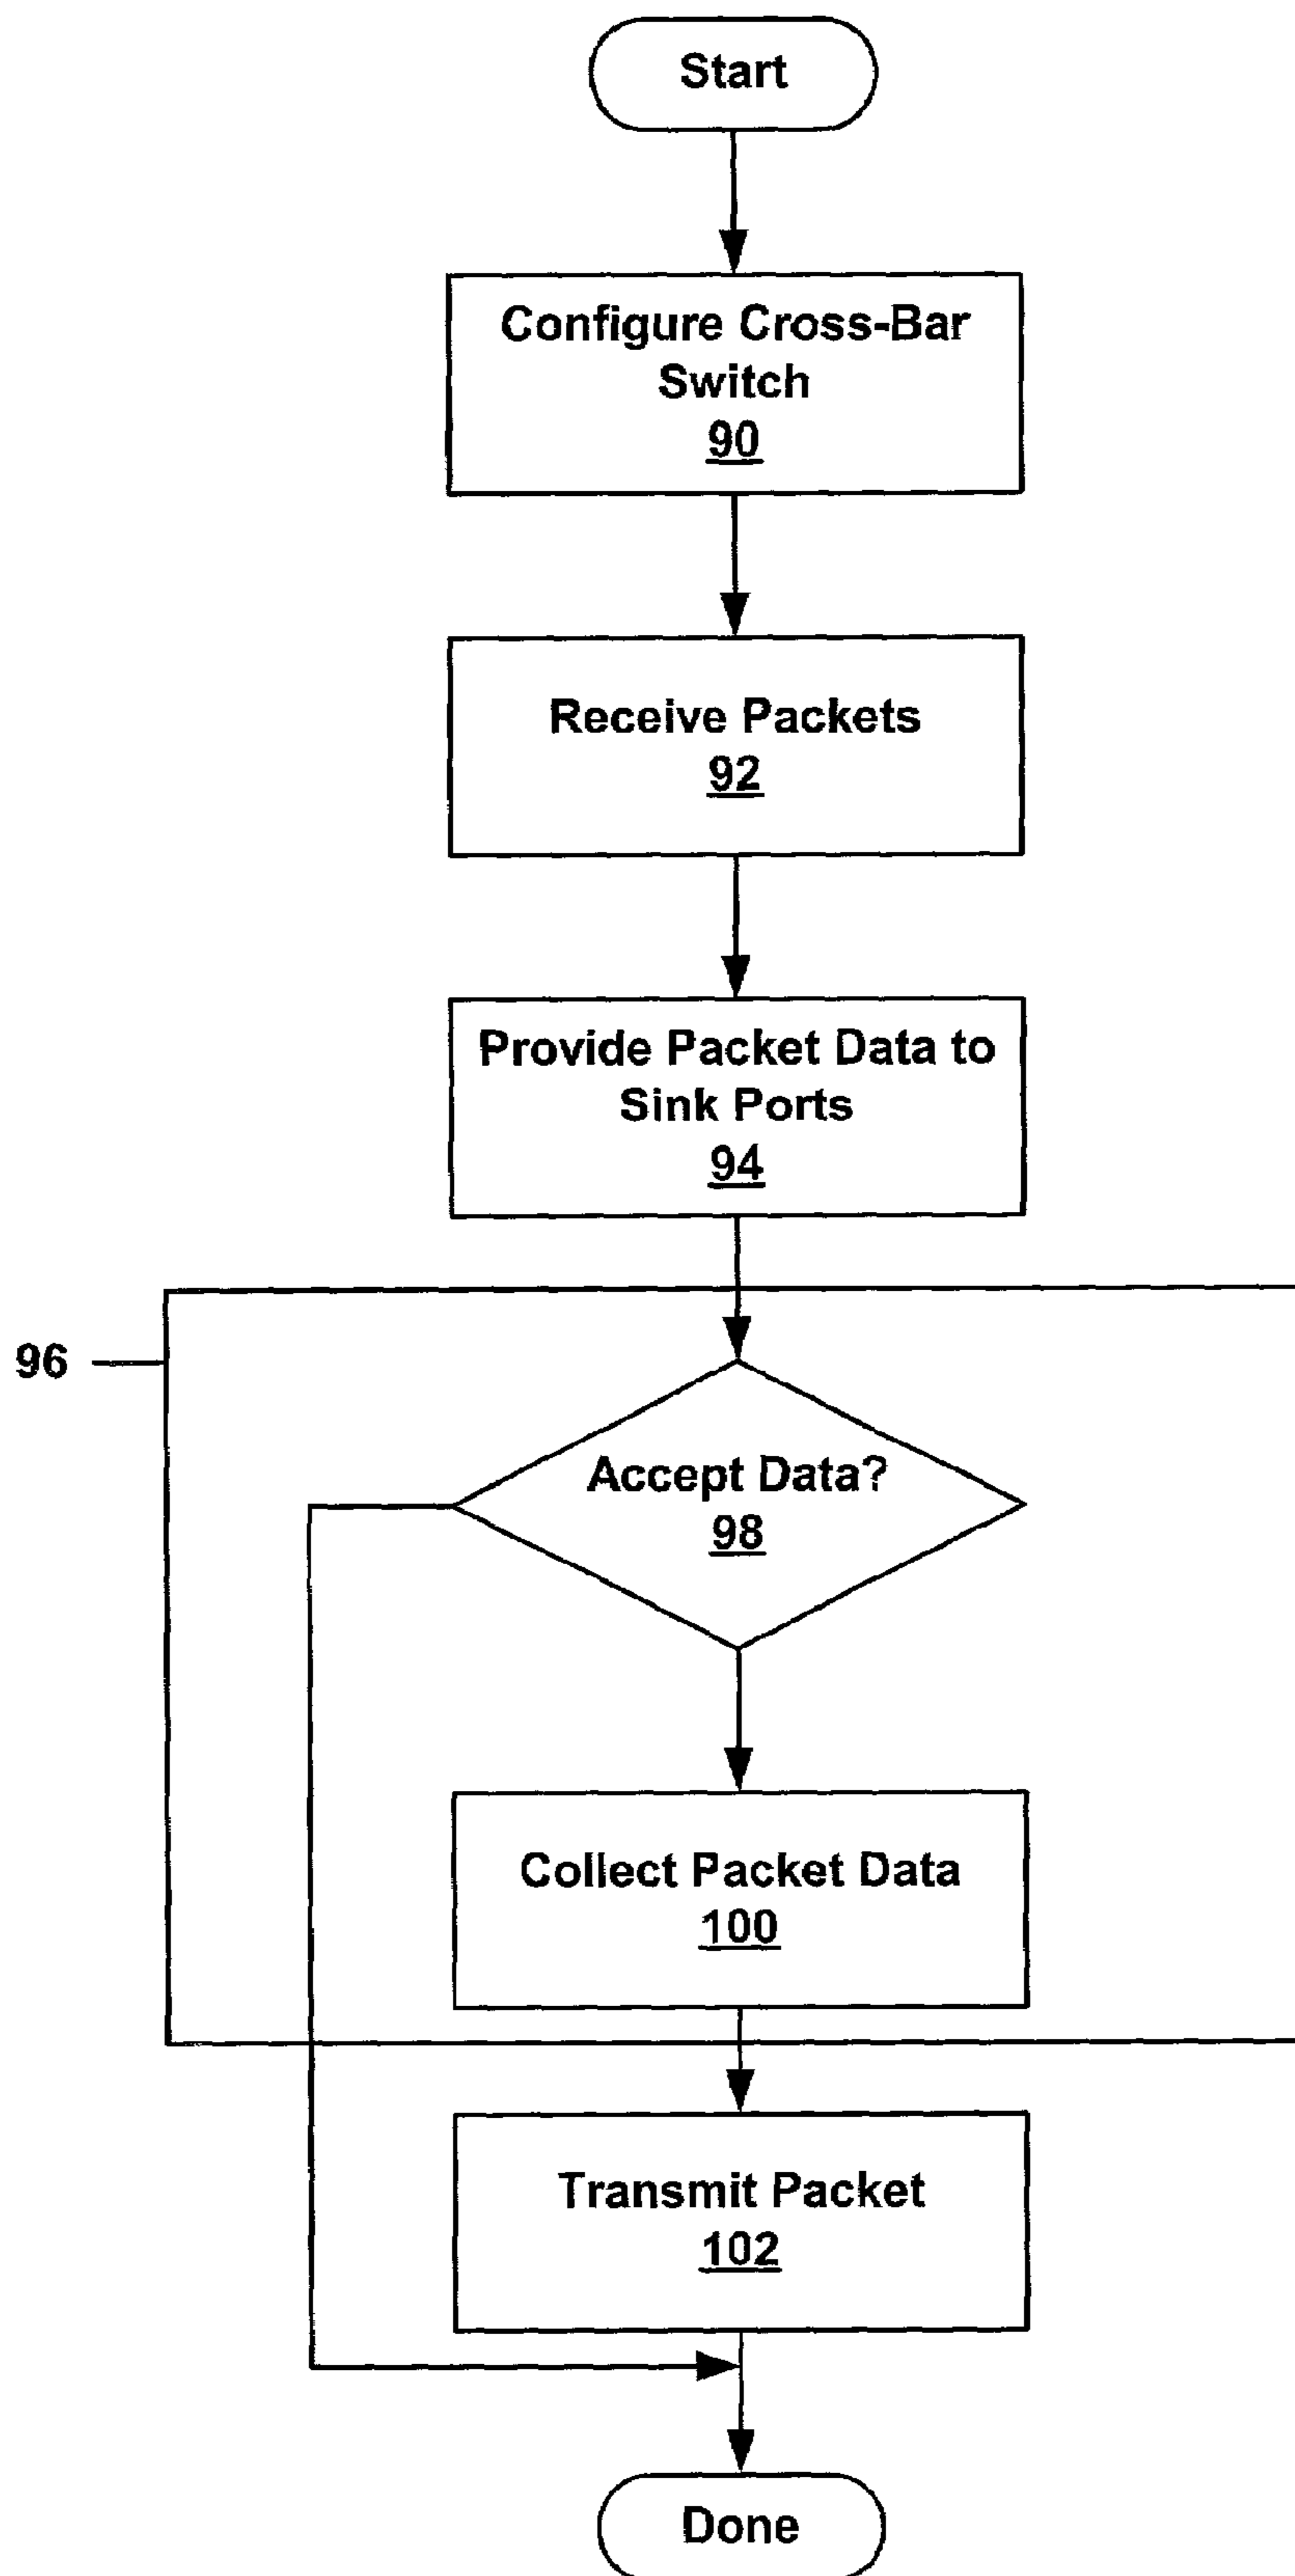 Start
Configure Cross-Bar
Switch
90
Receive Packets
92
Provide Packet Data to
Sink Ports
94
96
Accept Data?
98
Collect Packet Data
100
Transmit Packet
102
Done